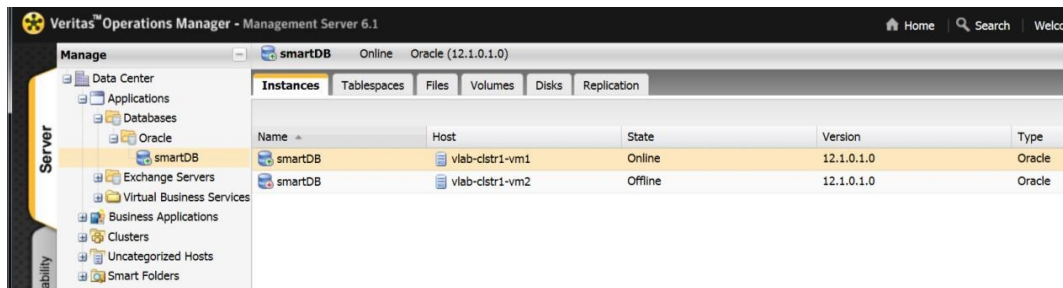 Veritas™Operations Manager - Management Server 6.1
Home | Search | Welco
Manage
Server
ability
Data Center
Applications
Databases
Oracle
smartDB
Exchange Servers
Virtual Business Services
Business Applications
Clusters
Uncategorized Hosts
Smart Folders
smartDB Online Oracle (12.1.0.1.0)
Instances Tablespaces Files Volumes Disks Replication
Name Host State Version Type
smartDB vlab-clstr1-vm1 Online 12.1.0.1.0 Oracle
smartDB vlab-clstr1-vm2 Offline 12.1.0.1.0 Oracle